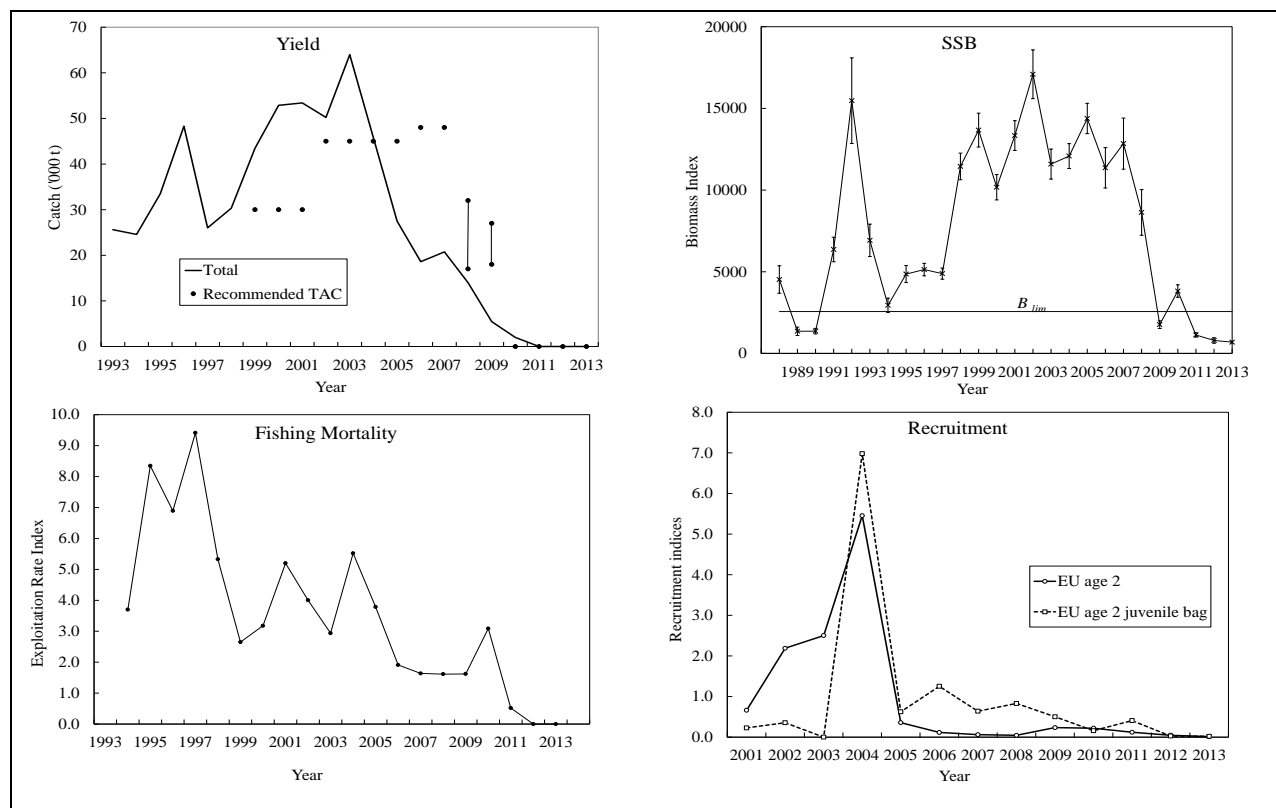 Yield
70
60
50
40
30
20
10
0
Catch ('000 t)
Total
Recommended TAC
1993 1995 1997 1999 2001 2003 2005 2007 2009 2011 2013
Year
SSB
20000
15000
10000
5000
0
Biomass Index
B lim
1989 1991 1993 1995 1997 1999 2001 2003 2005 2007 2009 2011 2013
Year
Fishing Mortality
10.0
9.0
8.0
7.0
6.0
5.0
4.0
3.0
2.0
1.0
0.0
Exploitation Rate Index
1993 1995 1997 1999 2001 2003 2005 2007 2009 2011 2013
Year
Recruitment
8.0
7.0
6.0
5.0
4.0
3.0
2.0
1.0
0.0
Recruitment indices
EU age 2
EU age 2 juvenile bag
2001 2002 2003 2004 2005 2006 2007 2008 2009 2010 2011 2012 2013
Year